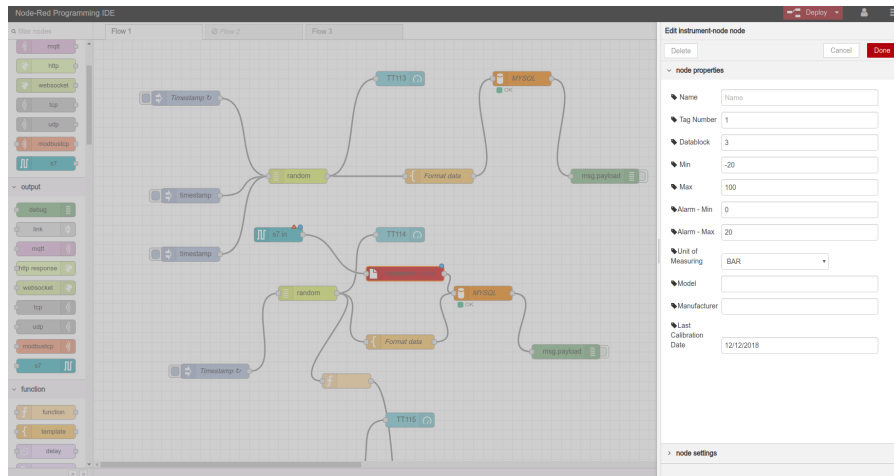 Node-Red Programming IDE
Deploy
filter nodes
Flow 1
Flow 2
Flow 3
mqtt
http
websocket
tcp
udp
modbustcp
s7
output
debug
link
mqtt
http response
websocket
tcp
udp
modbustcp
s7
function
function
template
delay
Timestamp ↻
timestamp
timestamp
random
TT113
Format data
MYSQL
OK
msg.payload
s7 in
TT114
random
MYSQL
OK
Format data
msg.payload
Timestamp ↻
TT115
Edit instrument-node node
Delete
Cancel
Done
node properties
Name
Name
Tag Number
1
Datablock
3
Min
-20
Max
100
Alarm - Min
0
Alarm - Max
20
Unit of
Measuring
BAR
Model
Manufacturer
Last
Calibration
Date
12/12/2018
node settings